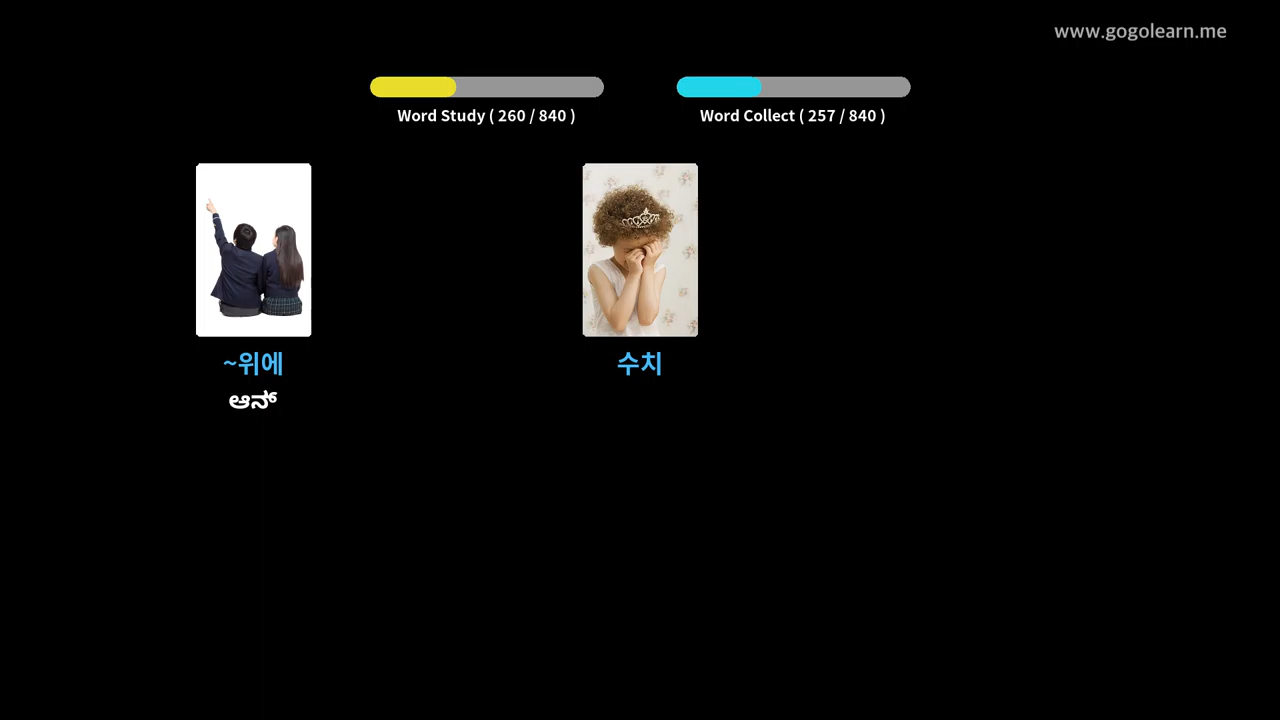 www.gogolearn.me
Word Study ( 260 / 840 )
Word Collect ( 257 / 840 )
~위에
수치
ಆನ್